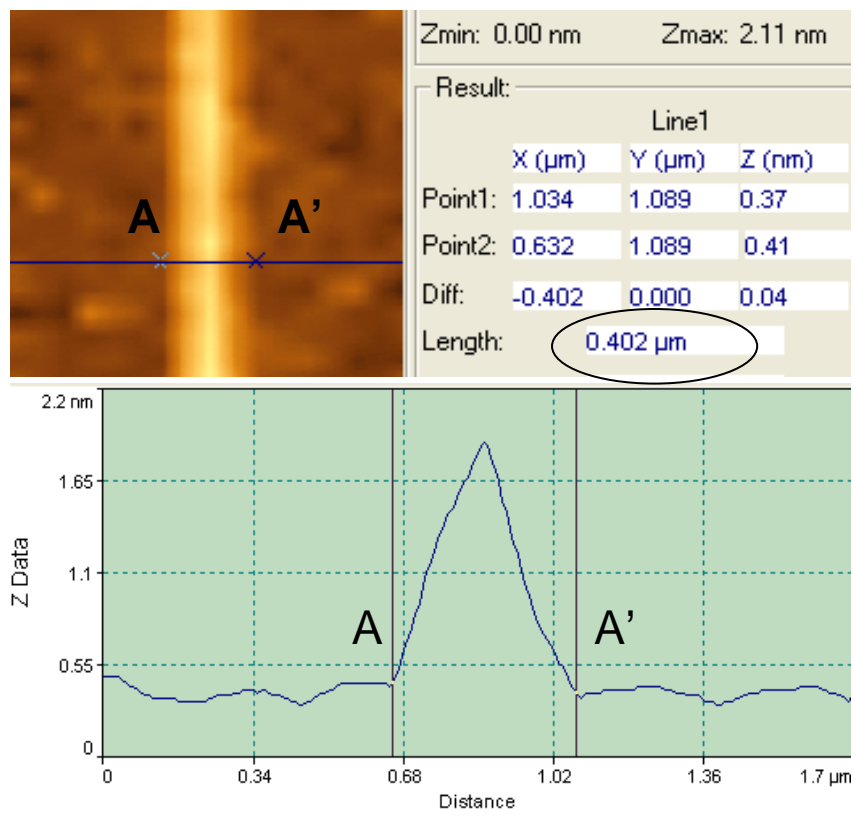 Zmin: 0.00 nm Zmax: 2.11 nm
Result:
Line1
X (µm) Y (µm) Z (nm)
Point1: 1.034 1.089 0.37
Point2: 0.632 1.089 0.41
Diff: -0.402 0.000 0.04
Length: 0.402 µm
A A’
2.2 nm
1.65
1.1
0.55
0
Z Data
A A’
0 0.34 0.68 1.02 1.36 1.7 µm
Distance